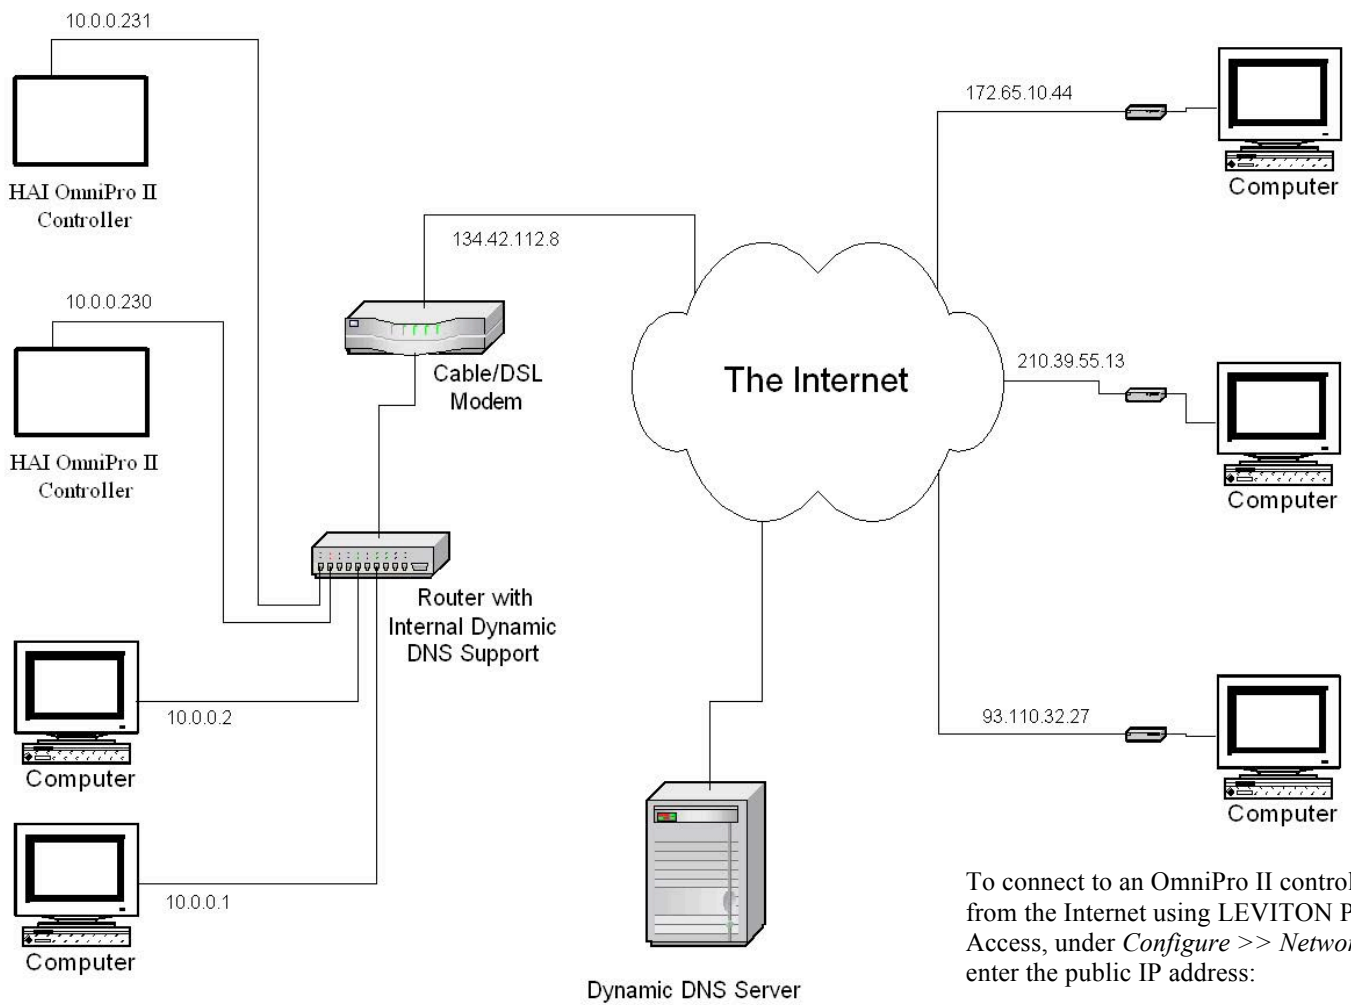 10.0.0.231
HAI OmniPro II
Controller
10.0.0.230
HAI OmniPro II
Controller
134.42.112.8
Cable/DSL
Modem
Router with
Internal Dynamic
DNS Support
10.0.0.2
Computer
10.0.0.1
Computer
The Internet
Dynamic DNS Server
172.65.10.44
Computer
210.39.55.13
Computer
93.110.32.27
Computer
To connect to an OmniPro II control
from the Internet using LEVITON P
Access, under Configure >> Networ
enter the public IP address: